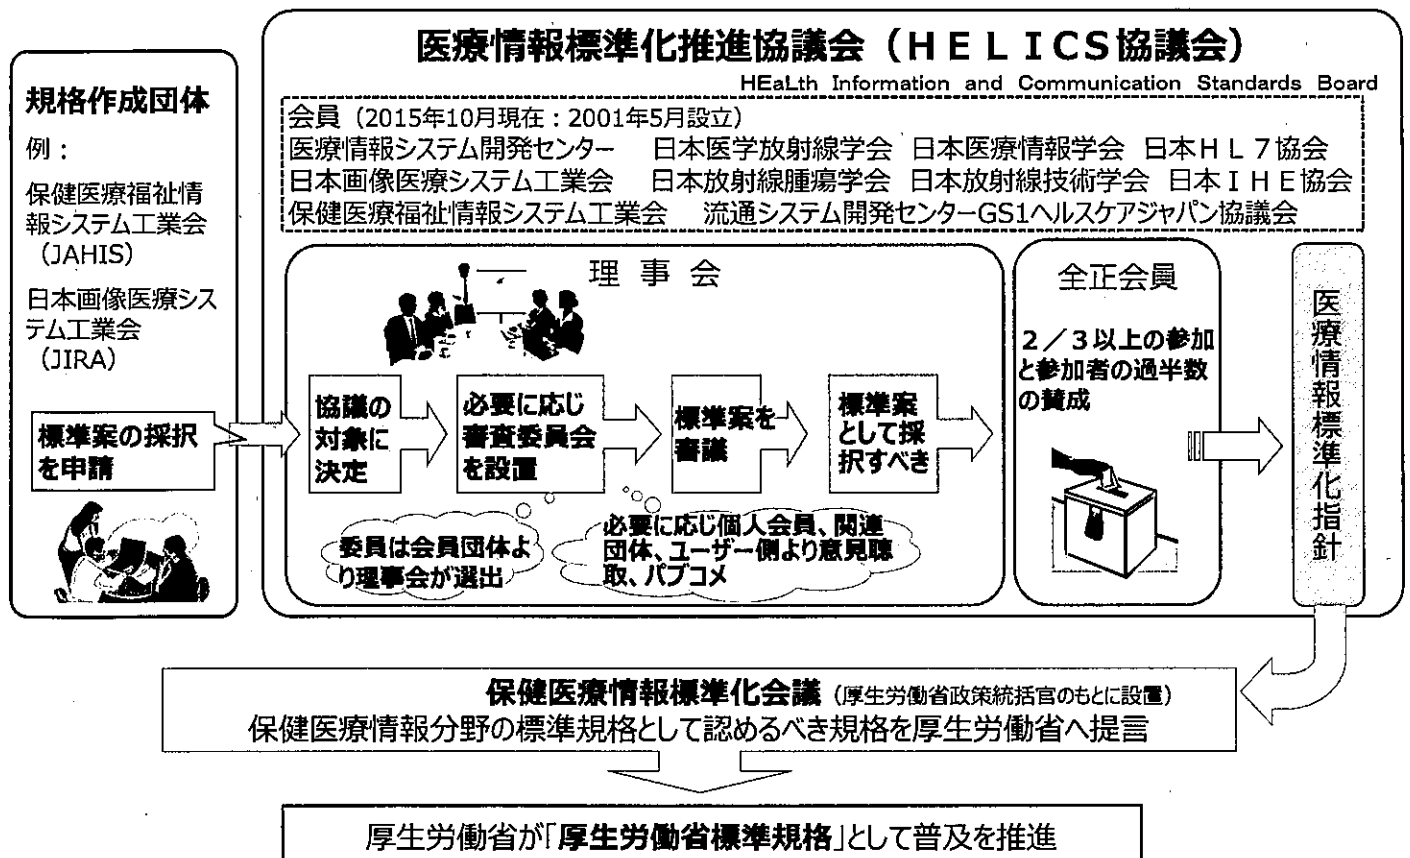 医療情報標準化推進協議会（ＨＥＬＩＣＳ協議会）
HEaLth Information and Communication Standards Board
規格作成団体
例：
保健医療福祉情
報システム工業会
（JAHIS）
日本画像医療シス
テム工業会
（JIRA）
標準案の採択
を申請
会員（2015年10月現在：2001年5月設立）
医療情報システム開発センター　日本医学放射線学会　日本医療情報学会　日本ＨＬ７協会
日本画像医療システム工業会　日本放射線腫瘍学会　日本放射線技術学会　日本ＩＨＥ協会
保健医療福祉情報システム工業会　流通システム開発センターGS1ヘルスケアジャパン協議会
理 事 会
協議の
対象に
決定
必要に応じ
審査委員会
を設置
標準案を
審議
標準案
として採
択すべき
委員は会員団体よ
り理事会が選出
必要に応じ個人会員、関連
団体、ユーザー側より意見聴
取、パブコメ
全正会員
２／３以上の参加
と参加者の過半数
の賛成
医療情報標準化指針
保健医療情報標準化会議（厚生労働省政策統括官のもとに設置）
保健医療情報分野の標準規格として認めるべき規格を厚生労働省へ提言
厚生労働省が「厚生労働省標準規格」として普及を推進